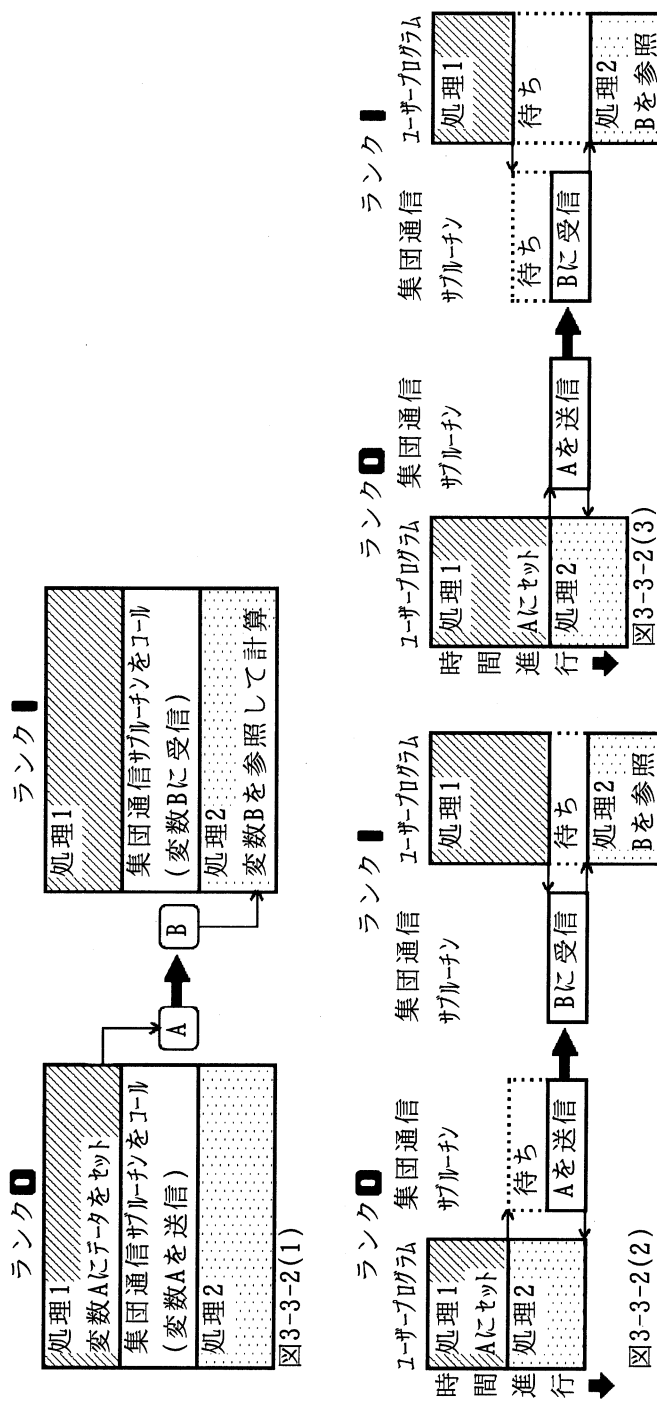 ランク0
処理1
変数Aにデータをセット
集団通信サブルーチンをコール
(変数Aを送信)
処理2
A
B
ランク1
処理1
集団通信サブルーチンをコール
(変数Bに受信)
処理2
変数Bを参照して計算
図3-3-2(1)
ランク0
ユーザープログラム
集団通信
サブルーチン
時間進行
処理1
Aにセット
処理2
待ち
Aを送信
ランク1
集団通信
サブルーチン
ユーザープログラム
Bに受信
処理1
待ち
処理2
Bを参照
図3-3-2(2)
ランク0
ユーザープログラム
集団通信
サブルーチン
時間進行
処理1
Aにセット
処理2
Aを送信
ランク1
集団通信
サブルーチン
ユーザープログラム
待ち
Bに受信
処理1
待ち
処理2
Bを参照
図3-3-2(3)